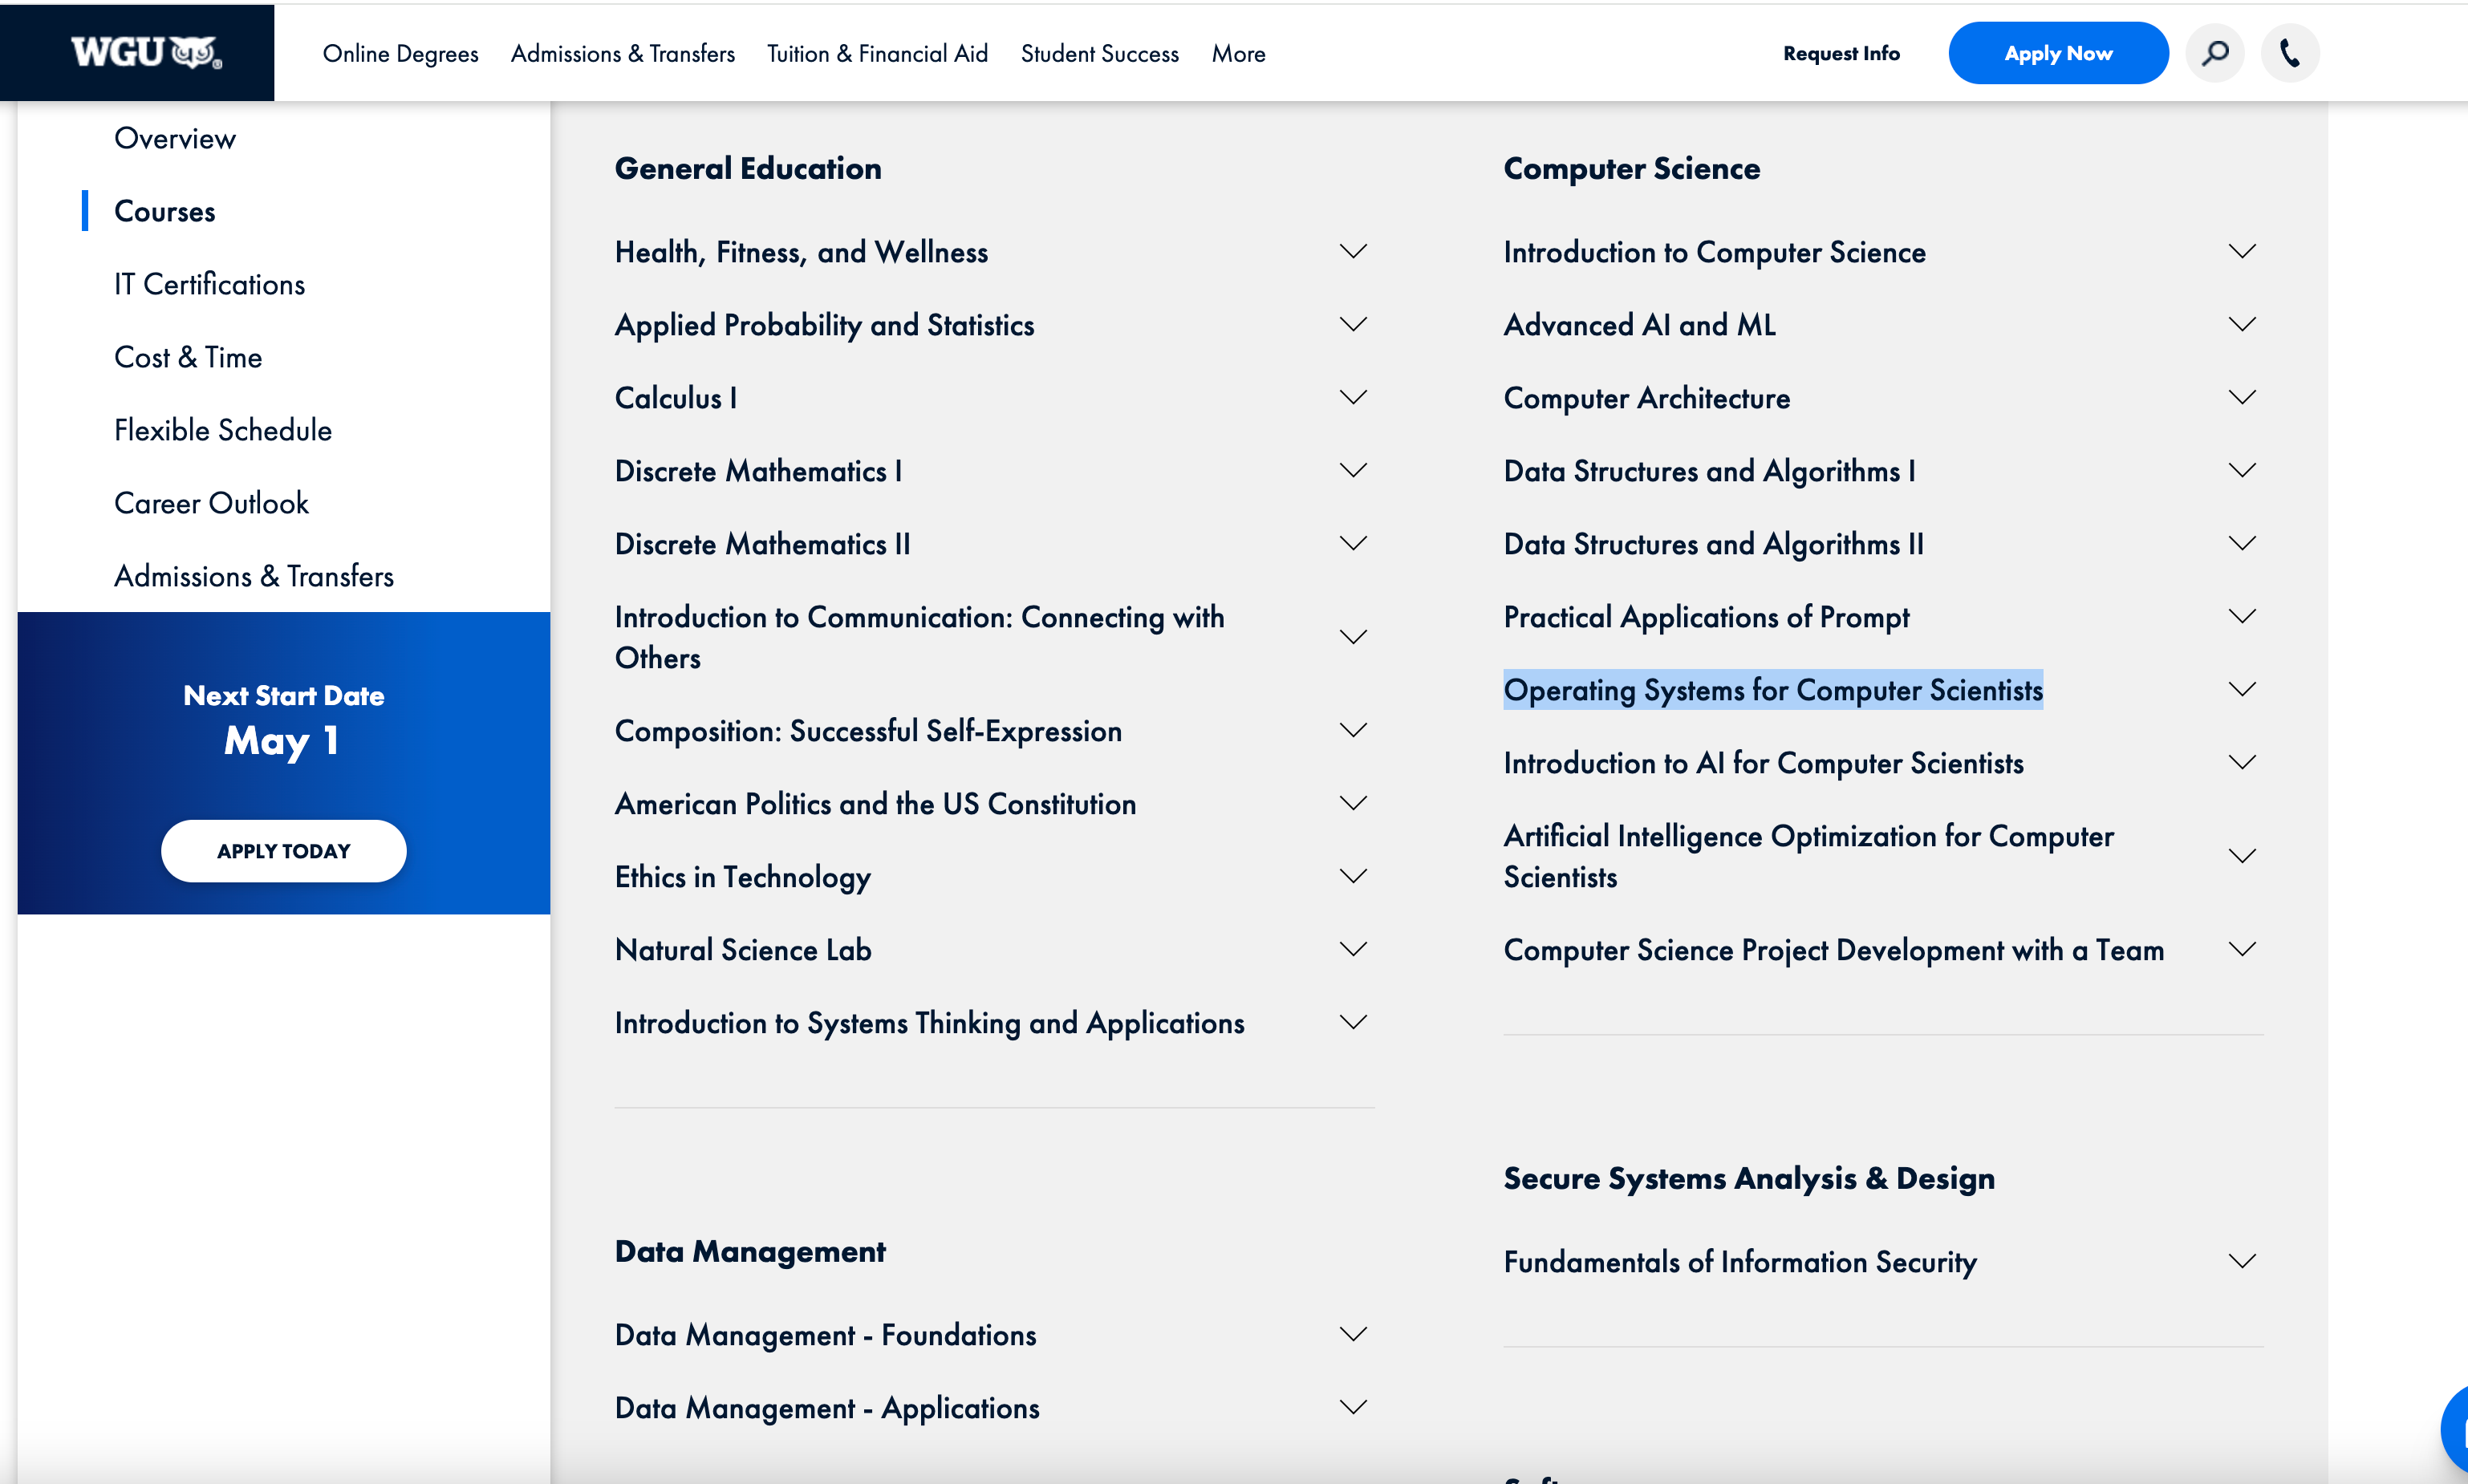 WGU
Online Degrees
Admissions & Transfers
Tuition & Financial Aid
Student Success
More
Request Info
Apply Now
Overview
Courses
IT Certifications
Cost & Time
Flexible Schedule
Career Outlook
Admissions & Transfers
Next Start Date
May 1
APPLY TODAY
General Education
Health, Fitness, and Wellness
Applied Probability and Statistics
Calculus I
Discrete Mathematics I
Discrete Mathematics II
Introduction to Communication: Connecting with
Others
Composition: Successful Self-Expression
American Politics and the US Constitution
Ethics in Technology
Natural Science Lab
Introduction to Systems Thinking and Applications
Data Management
Data Management - Foundations
Data Management - Applications
Computer Science
Introduction to Computer Science
Advanced AI and ML
Computer Architecture
Data Structures and Algorithms I
Data Structures and Algorithms II
Practical Applications of Prompt
Operating Systems for Computer Scientists
Introduction to AI for Computer Scientists
Artificial Intelligence Optimization for Computer
Scientists
Computer Science Project Development with a Team
Secure Systems Analysis & Design
Fundamentals of Information Security